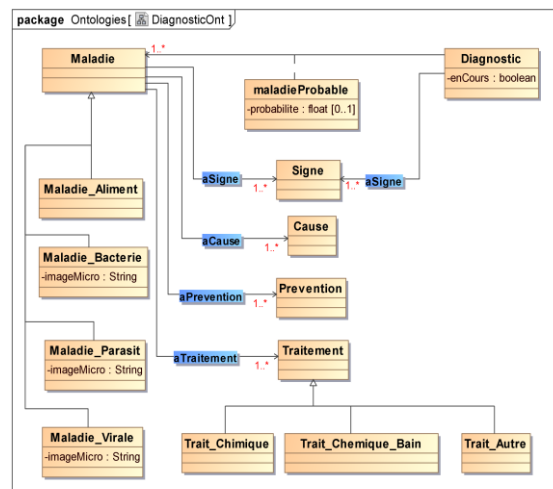 package Ontologies[ DiagnosticOnt ]
Maladie
1..*
Diagnostic
-enCours : boolean
maladieProbable
-probabilite : float [0..1]
Signe
aSigne
1..*
1..*
aSigne
Maladie_Aliment
Cause
aCause
1..*
Maladie_Bacterie
-imageMicro : String
Prevention
aPrevention
1..*
Maladie_Parasit
-imageMicro : String
Traitement
aTraitement
1..*
Maladie_Virale
-imageMicro : String
Trait_Chimique
Trait_Chemique_Bain
Trait_Autre